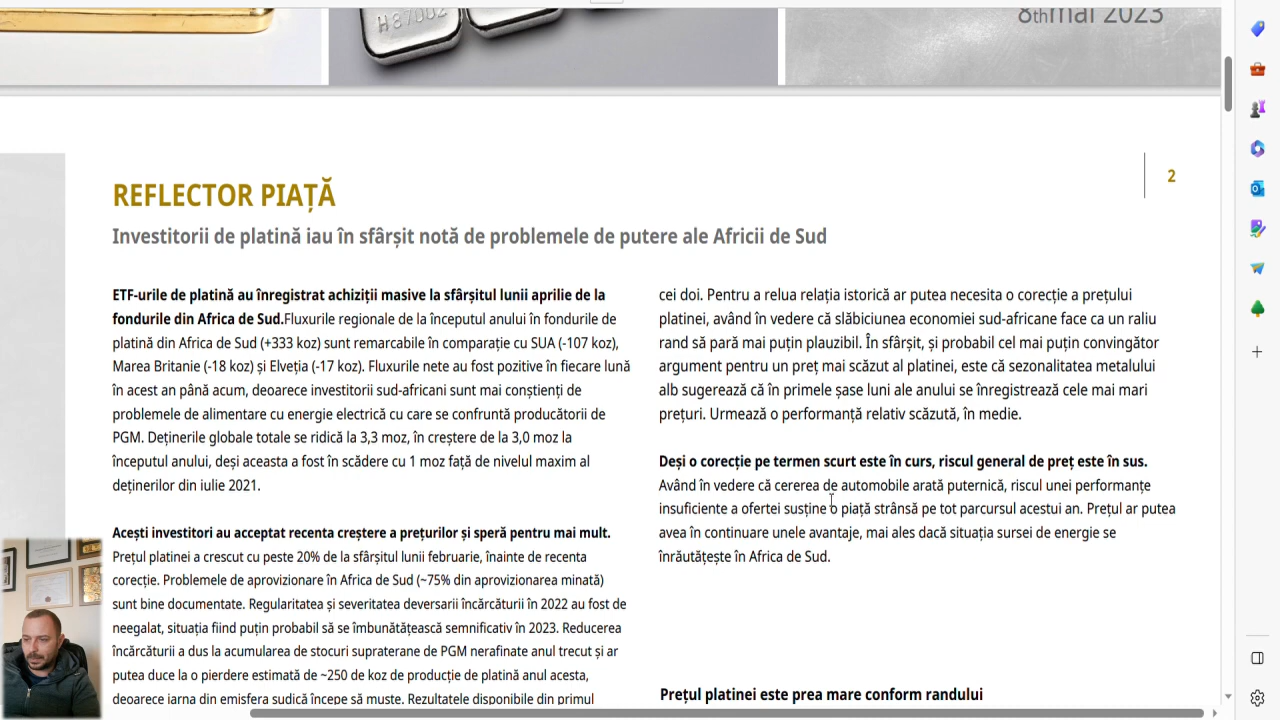 H87002
8thmai 2023
2
REFLECTOR PIAȚĂ
Investitorii de platină iau în sfârșit notă de problemele de putere ale Africii de Sud
ETF-urile de platină au înregistrat achiziții masive la sfârșitul lunii aprilie de la
fondurile din Africa de Sud.Fluxurile regionale de la începutul anului în fondurile de
platină din Africa de Sud (+333 koz) sunt remarcabile în comparație cu SUA (-107 koz),
Marea Britanie (-18 koz) și Elveția (-17 koz). Fluxurile nete au fost pozitive în fiecare lună
în acest an până acum, deoarece investitorii sud-africani sunt mai conștienți de
problemele de alimentare cu energie electrică cu care se confruntă producătorii de
PGM. Deținerile globale totale se ridică la 3,3 moz, în creștere de la 3,0 moz la
începutul anului, deși aceasta a fost în scădere cu 1 moz față de nivelul maxim al
deținerilor din iulie 2021.
Acești investitori au acceptat recenta creștere a prețurilor și speră pentru mai mult.
Prețul platinei a crescut cu peste 20% de la sfârșitul lunii februarie, înainte de recenta
corecție. Problemele de aprovizionare în Africa de Sud (~75% din aprovizionarea minată)
sunt bine documentate. Regularitatea și severitatea deversarii încărcăturii în 2022 au fost de
neegalat, situația fiind puțin probabil să se îmbunătățească semnificativ în 2023. Reducerea
încărcăturii a dus la acumularea de stocuri supraterane de PGM nerafinate anul trecut și ar
putea duce la o pierdere estimată de ~250 de koz de producție de platină anul acesta,
deoarece iarna din emisfera sudică începe să muște. Rezultatele disponibile din primul
cei doi. Pentru a relua relația istorică ar putea necesita o corecție a prețului
platinei, având în vedere că slăbiciunea economiei sud-africane face ca un raliu
rand să pară mai puțin plauzibil. În sfârșit, și probabil cel mai puțin convingător
argument pentru un preț mai scăzut al platinei, este că sezonalitatea metalului
alb sugerează că în primele șase luni ale anului se înregistrează cele mai mari
prețuri. Urmează o performanță relativ scăzută, în medie.
Deși o corecție pe termen scurt este în curs, riscul general de preț este în sus.
Având în vedere că cererea de automobile arată puternică, riscul unei performanțe
insuficiente a ofertei susține o piață strânsă pe tot parcursul acestui an. Prețul ar putea
avea în continuare unele avantaje, mai ales dacă situația sursei de energie se
înrăutățește în Africa de Sud.
Prețul platinei este prea mare conform randului